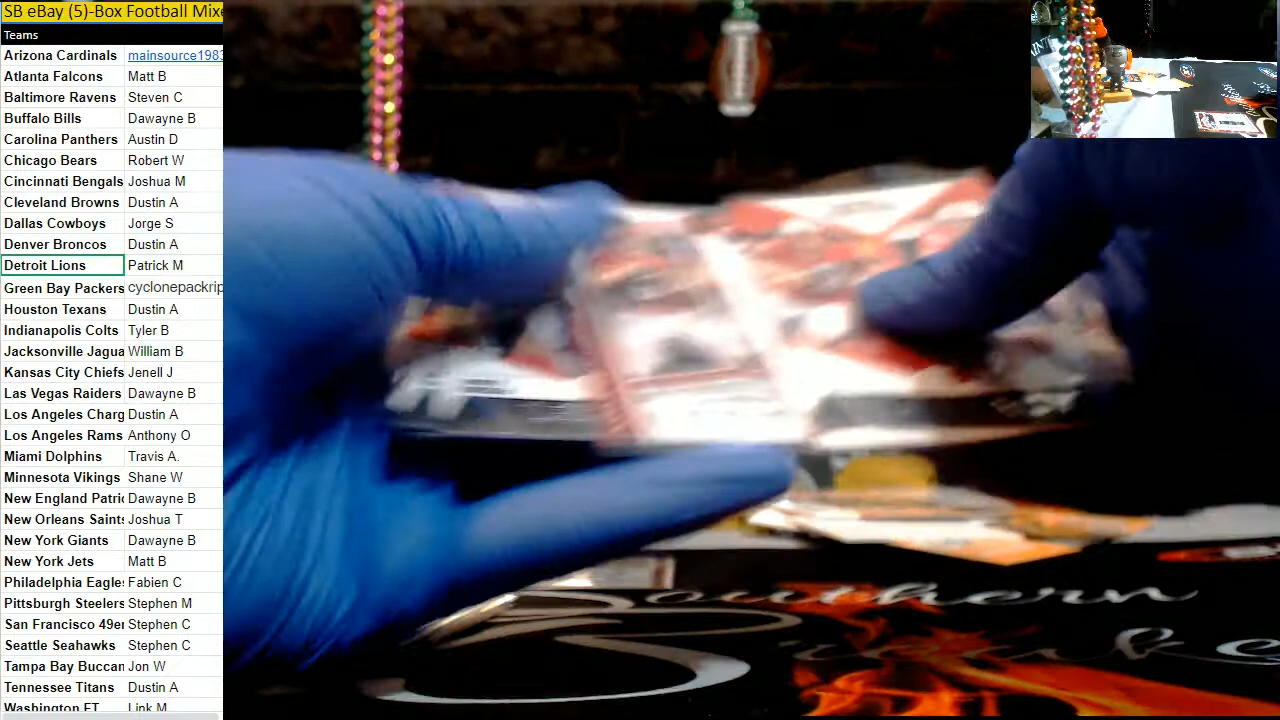 SB eBay (5)-Box Football Mixe
Teams
Arizona Cardinals mainsource1983
Atlanta Falcons Matt B
Baltimore Ravens Steven C
Buffalo Bills Dawayne B
Carolina Panthers Austin D
Chicago Bears Robert W
Cincinnati Bengals Joshua M
Cleveland Browns Dustin A
Dallas Cowboys Jorge S
Denver Broncos Dustin A
Detroit Lions Patrick M
Green Bay Packers cyclonepackrip
Houston Texans Dustin A
Indianapolis Colts Tyler B
Jacksonville Jagua William B
Kansas City Chiefs Jenell J
Las Vegas Raiders Dawayne B
Los Angeles Charg Dustin A
Los Angeles Rams Anthony O
Miami Dolphins Travis A.
Minnesota Vikings Shane W
New England Patric Dawayne B
New Orleans Saints Joshua T
New York Giants Dawayne B
New York Jets Matt B
Philadelphia Eagles Fabien C
Pittsburgh Steelers Stephen M
San Francisco 49er Stephen C
Seattle Seahawks Stephen C
Tampa Bay Buccan Jon W
Tennessee Titans Dustin A
Washington FT Link M
Southern
Breaks